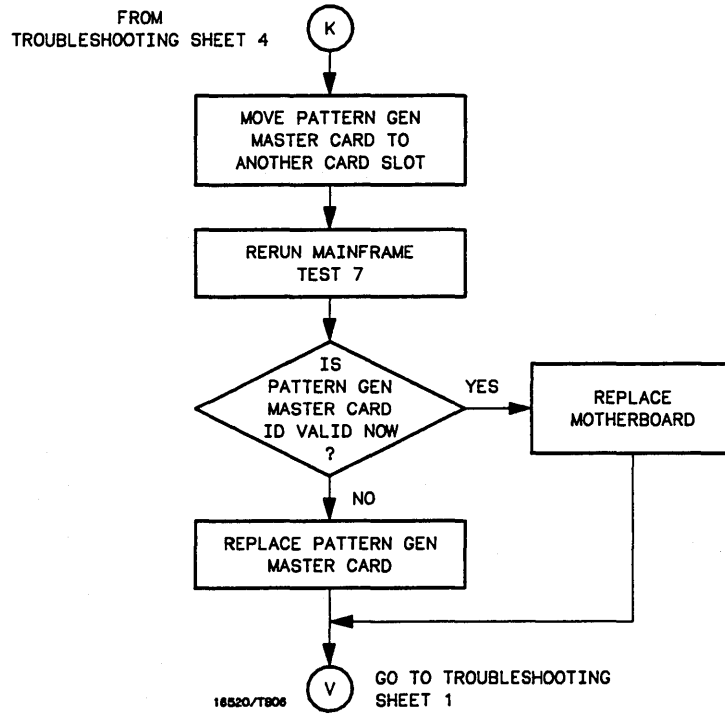 FROM
TROUBLESHOOTING SHEET 4
K
MOVE PATTERN GEN
MASTER CARD TO
ANOTHER CARD SLOT
RERUN MAINFRAME
TEST 7
IS
PATTERN GEN
MASTER CARD
ID VALID NOW
?
YES
REPLACE
MOTHERBOARD
NO
REPLACE PATTERN GEN
MASTER CARD
V
GO TO TROUBLESHOOTING
SHEET 1
16520/T806